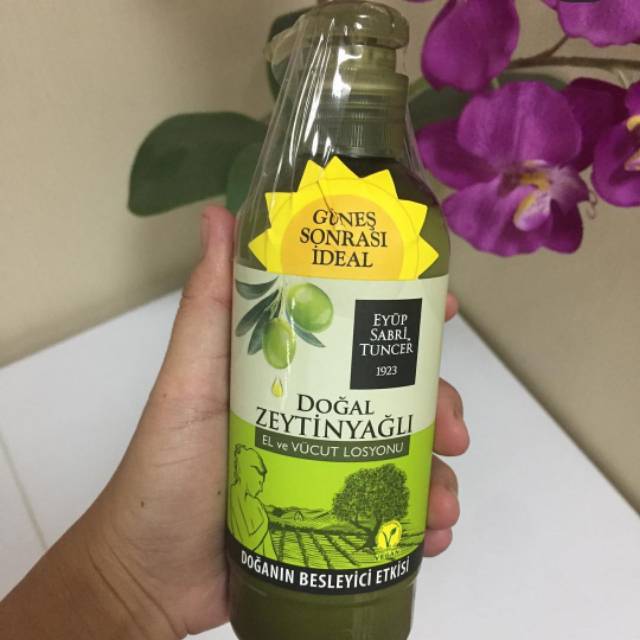 GÜNEŞ
SONRASI
İDEAL
EYÜP
SABRİ
TUNCER
1923
DOĞAL
ZEYTİNYAĞLI
EL ve VÜCUT LOSYONU
VEGAN
DOĞANIN BESLEYİCİ ETKİSİ